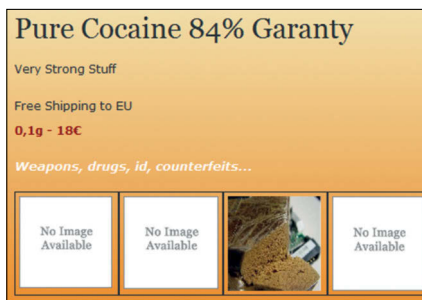 Pure Cocaine 84% Garanty
Very Strong Stuff
Free Shipping to EU
0,1g - 18€
Weapons, drugs, id, counterfeits...
No Image No Image No Image
Available Available Available